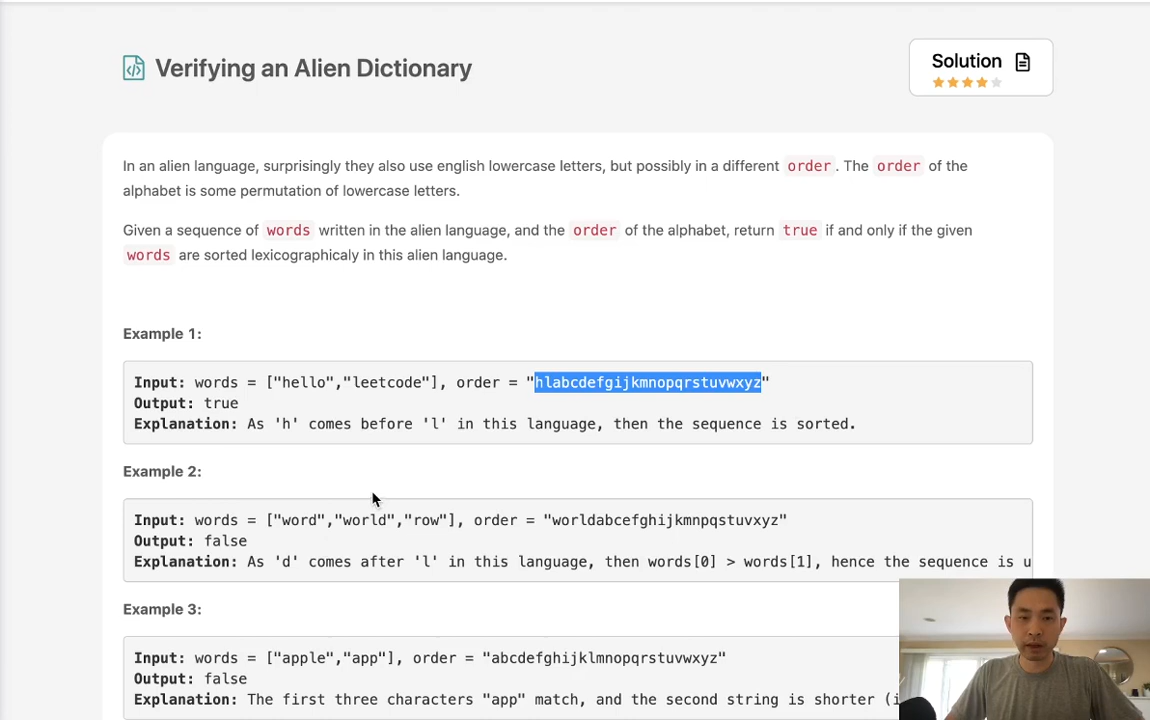 Verifying an Alien Dictionary
Solution
In an alien language, surprisingly they also use english lowercase letters, but possibly in a different order. The order of the
alphabet is some permutation of lowercase letters.
Given a sequence of words written in the alien language, and the order of the alphabet, return true if and only if the given
words are sorted lexicographicaly in this alien language.
Example 1:
Input: words = ["hello","leetcode"], order = "hlabcdefgijkmnopqrstuvwxyz"
Output: true
Explanation: As 'h' comes before 'l' in this language, then the sequence is sorted.
Example 2:
Input: words = ["word","world","row"], order = "worldabcefghijkmnpqstuvxyz"
Output: false
Explanation: As 'd' comes after 'l' in this language, then words[0] > words[1], hence the sequence is u
Example 3:
Input: words = ["apple","app"], order = "abcdefghijklmnopqrstuvwxyz"
Output: false
Explanation: The first three characters "app" match, and the second string is shorter (i